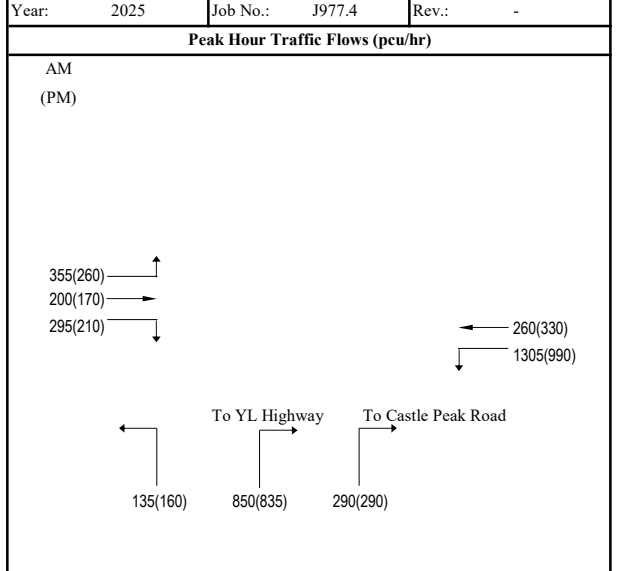 Year: 2025 Job No.: J977.4 Rev.: -
Peak Hour Traffic Flows (pcu/hr)
AM
(PM)
355(260)
200(170)
295(210)
260(330)
1305(990)
To YL Highway To Castle Peak Road
135(160) 850(835) 290(290)